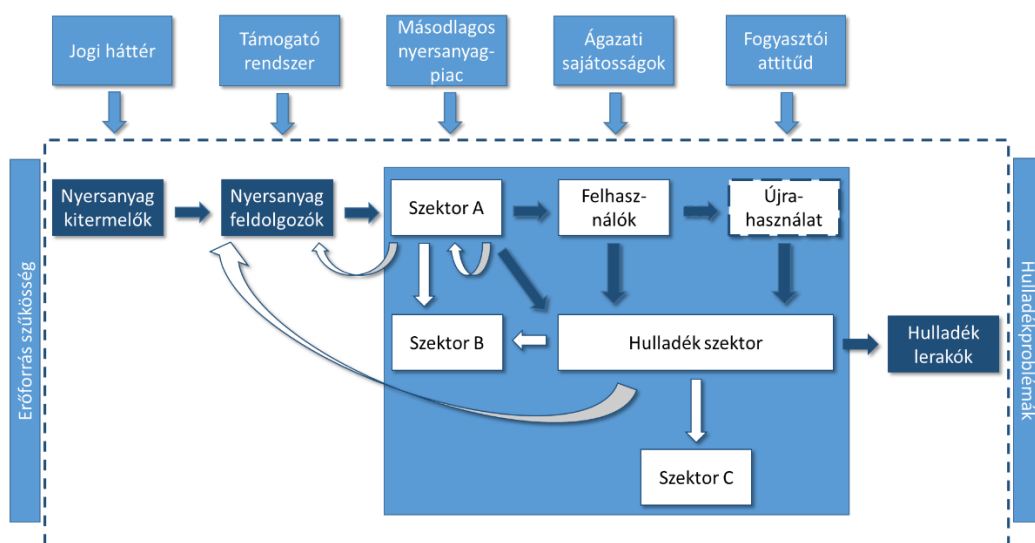 Jogi háttér
Támogató
rendszer
Másodlagos
nyersanyag-
piac
Ágazati
sajátosságok
Fogyasztói
attitűd
Erőforrás szűkösség
Nyersanyag
kitermelők
Nyersanyag
feldolgozók
Szektor A
Felhasz-
nálók
Újra-
használat
Szektor B
Hulladék szektor
Hulladék
lerakók
Szektor C
Hulladékproblémák